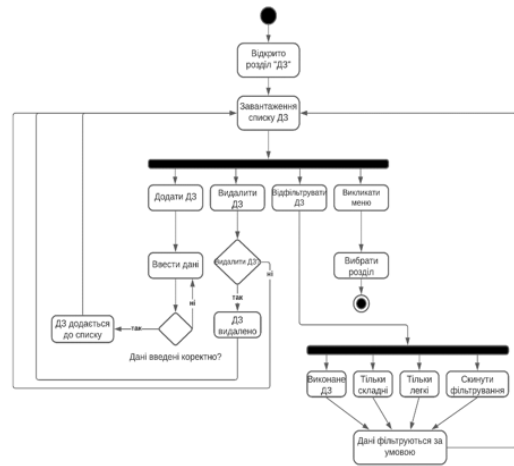 Відкрито
розділ "ДЗ"
Завантаження
списку ДЗ
Додати ДЗ
Видалити
ДЗ
Відфільтрувати
ДЗ
Викликати
меню
Ввести дані
Видалити ДЗ?
ні
Вибрати
розділ
ні
так
ДЗ додається
до списку
так
ДЗ
видалено
Дані введені коректно?
Виконане
ДЗ
Тільки
складні
Тільки
легкі
Скинути
фільтрування
Дані фільтруються за
умовою